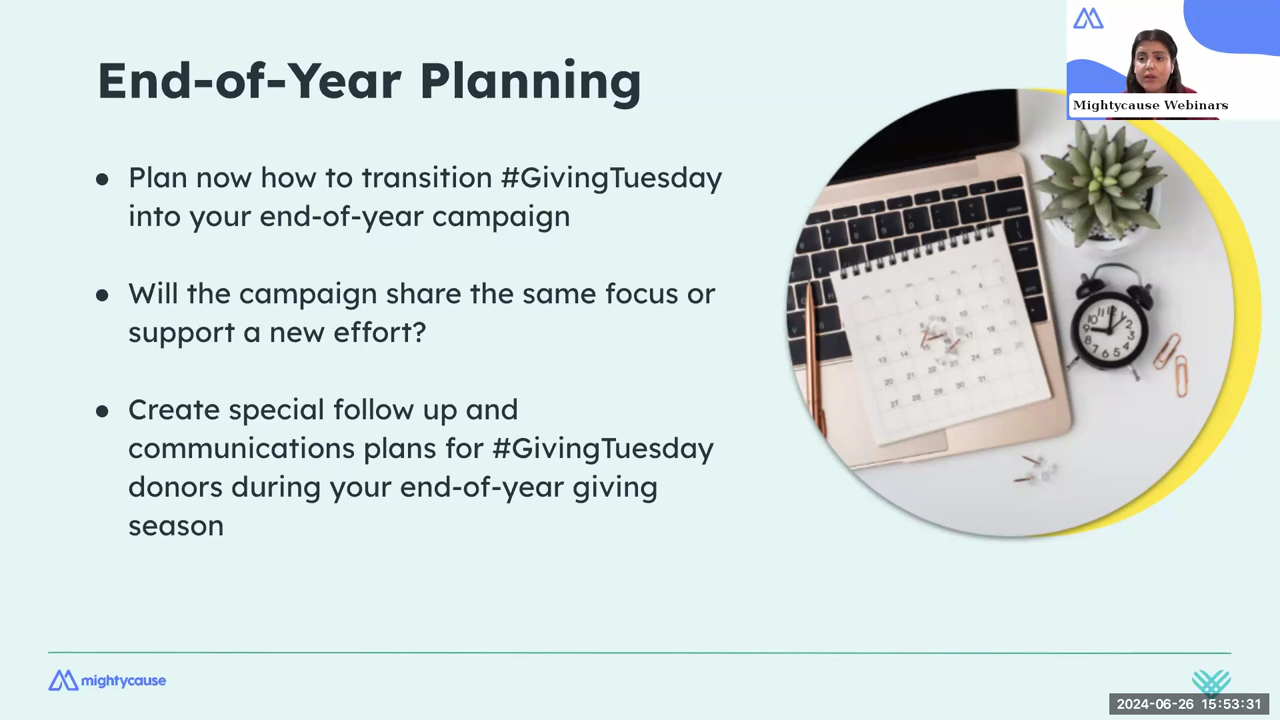 End-of-Year Planning
Mightycause Webinars
● Plan now how to transition #GivingTuesday
into your end-of-year campaign
● Will the campaign share the same focus or
support a new effort?
● Create special follow up and
communications plans for #GivingTuesday
donors during your end-of-year giving
season
mightycause
2024-06-26 15:53:31